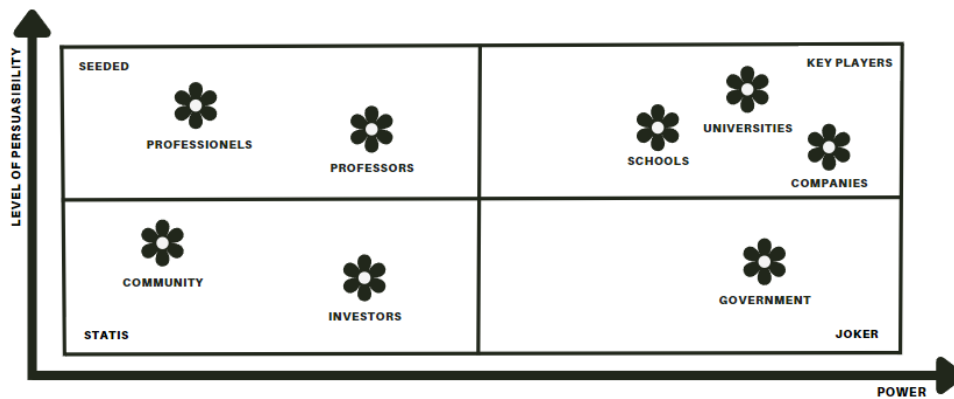 LEVEL OF PERSUASIBILITY
SEEDED
KEY PLAYERS
PROFESSIONELS
PROFESSORS
SCHOOLS
UNIVERSITIES
COMPANIES
COMMUNITY
INVESTORS
GOVERNMENT
STATIS
JOKER
POWER